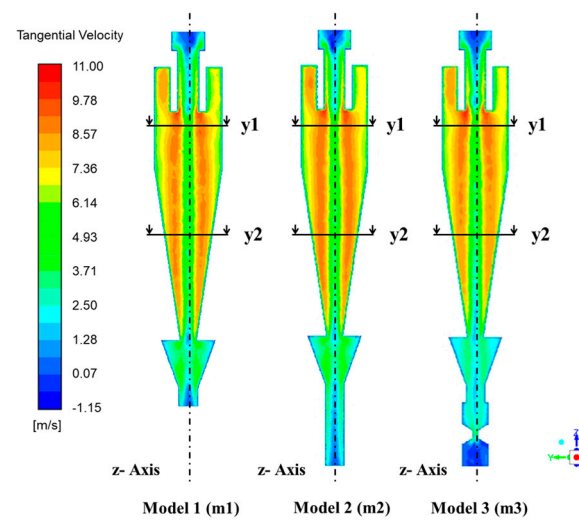 Tangential Velocity
11.00
9.78
8.57
7.36
6.14
4.93
3.71
2.50
1.28
0.07
-1.15
[m/s]
y1
y1
y1
y2
y2
y2
z- Axis
z- Axis
z- Axis
Z
Y
Model 1 (m1)
Model 2 (m2)
Model 3 (m3)